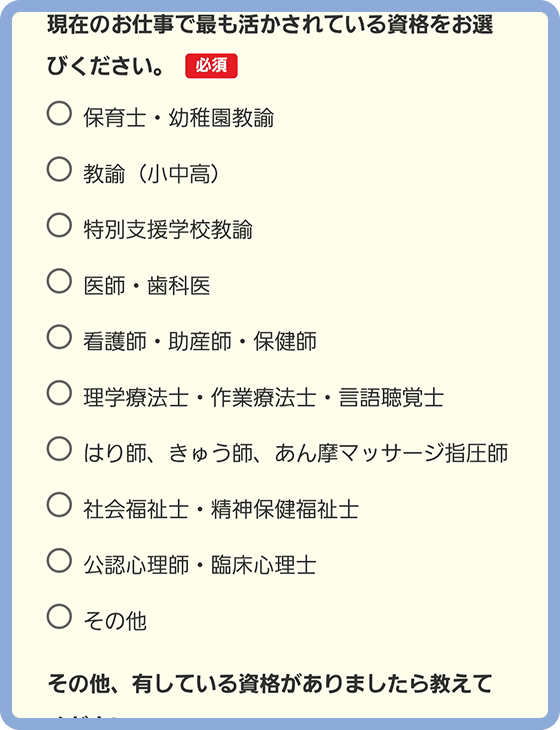 現在のお仕事で最も活かされている資格をお選
びください。 必須
保育士・幼稚園教諭
教諭（小中高）
特別支援学校教諭
医師・歯科医
看護師・助産師・保健師
理学療法士・作業療法士・言語聴覚士
はり師、きゅう師、あん摩マッサージ指圧師
社会福祉士・精神保健福祉士
公認心理師・臨床心理士
その他
その他、有している資格がありましたら教えて